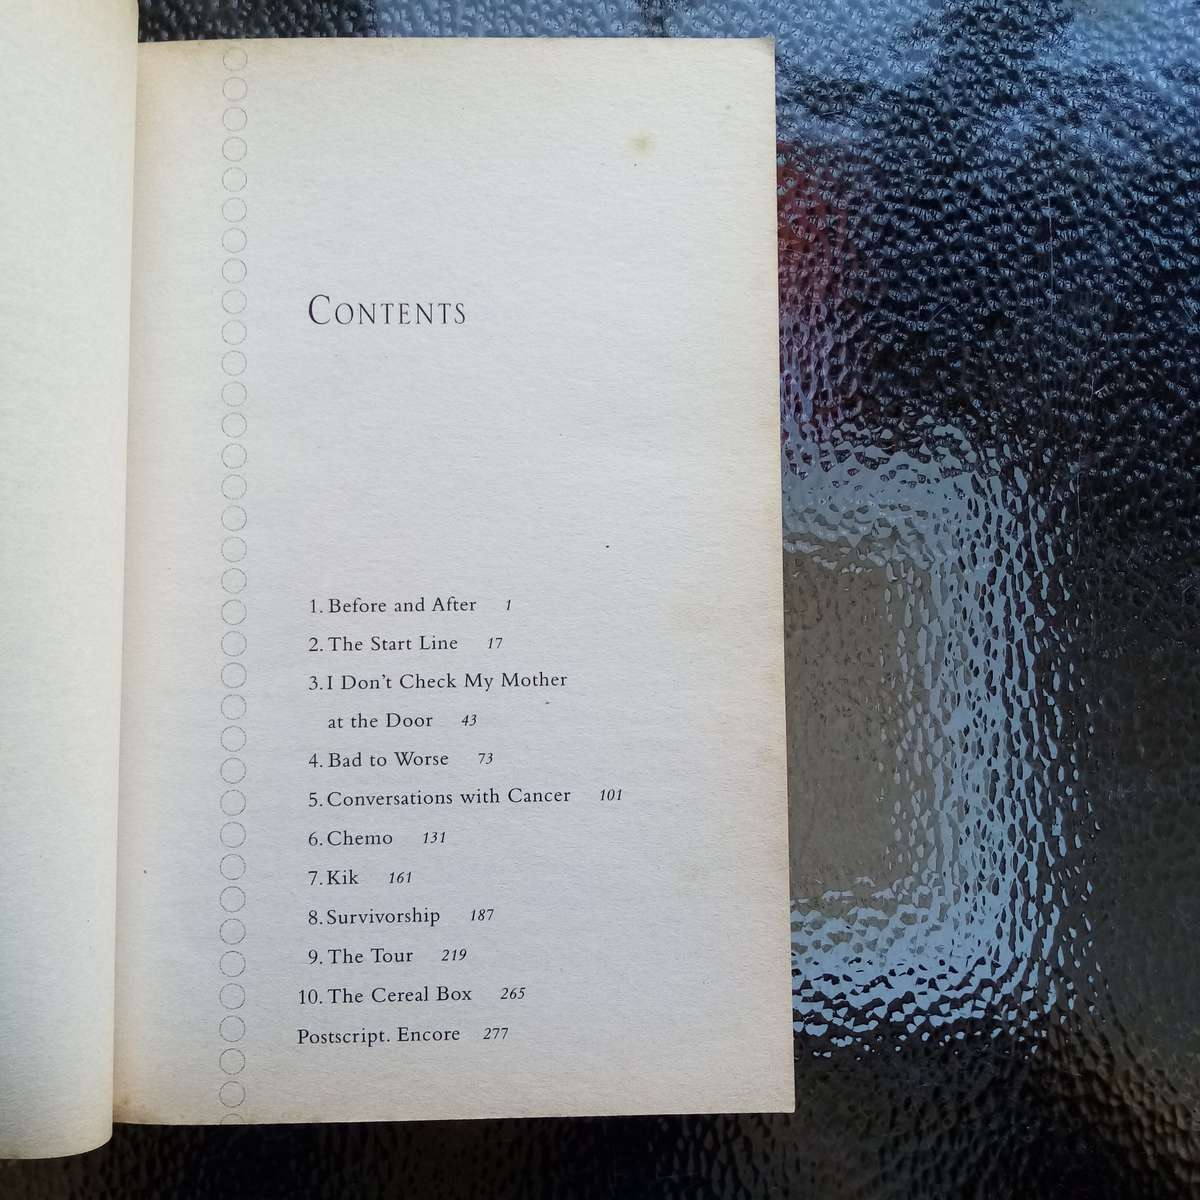 CONTENTS
1. Before and After 1
2. The Start Line 17
3. I Don't Check My Mother
at the Door 43
4. Bad to Worse 73
5. Conversations with Cancer 101
6. Chemo 131
7. Kik 161
8. Survivorship 187
9. The Tour 219
10. The Cereal Box 265
Postscript. Encore 277